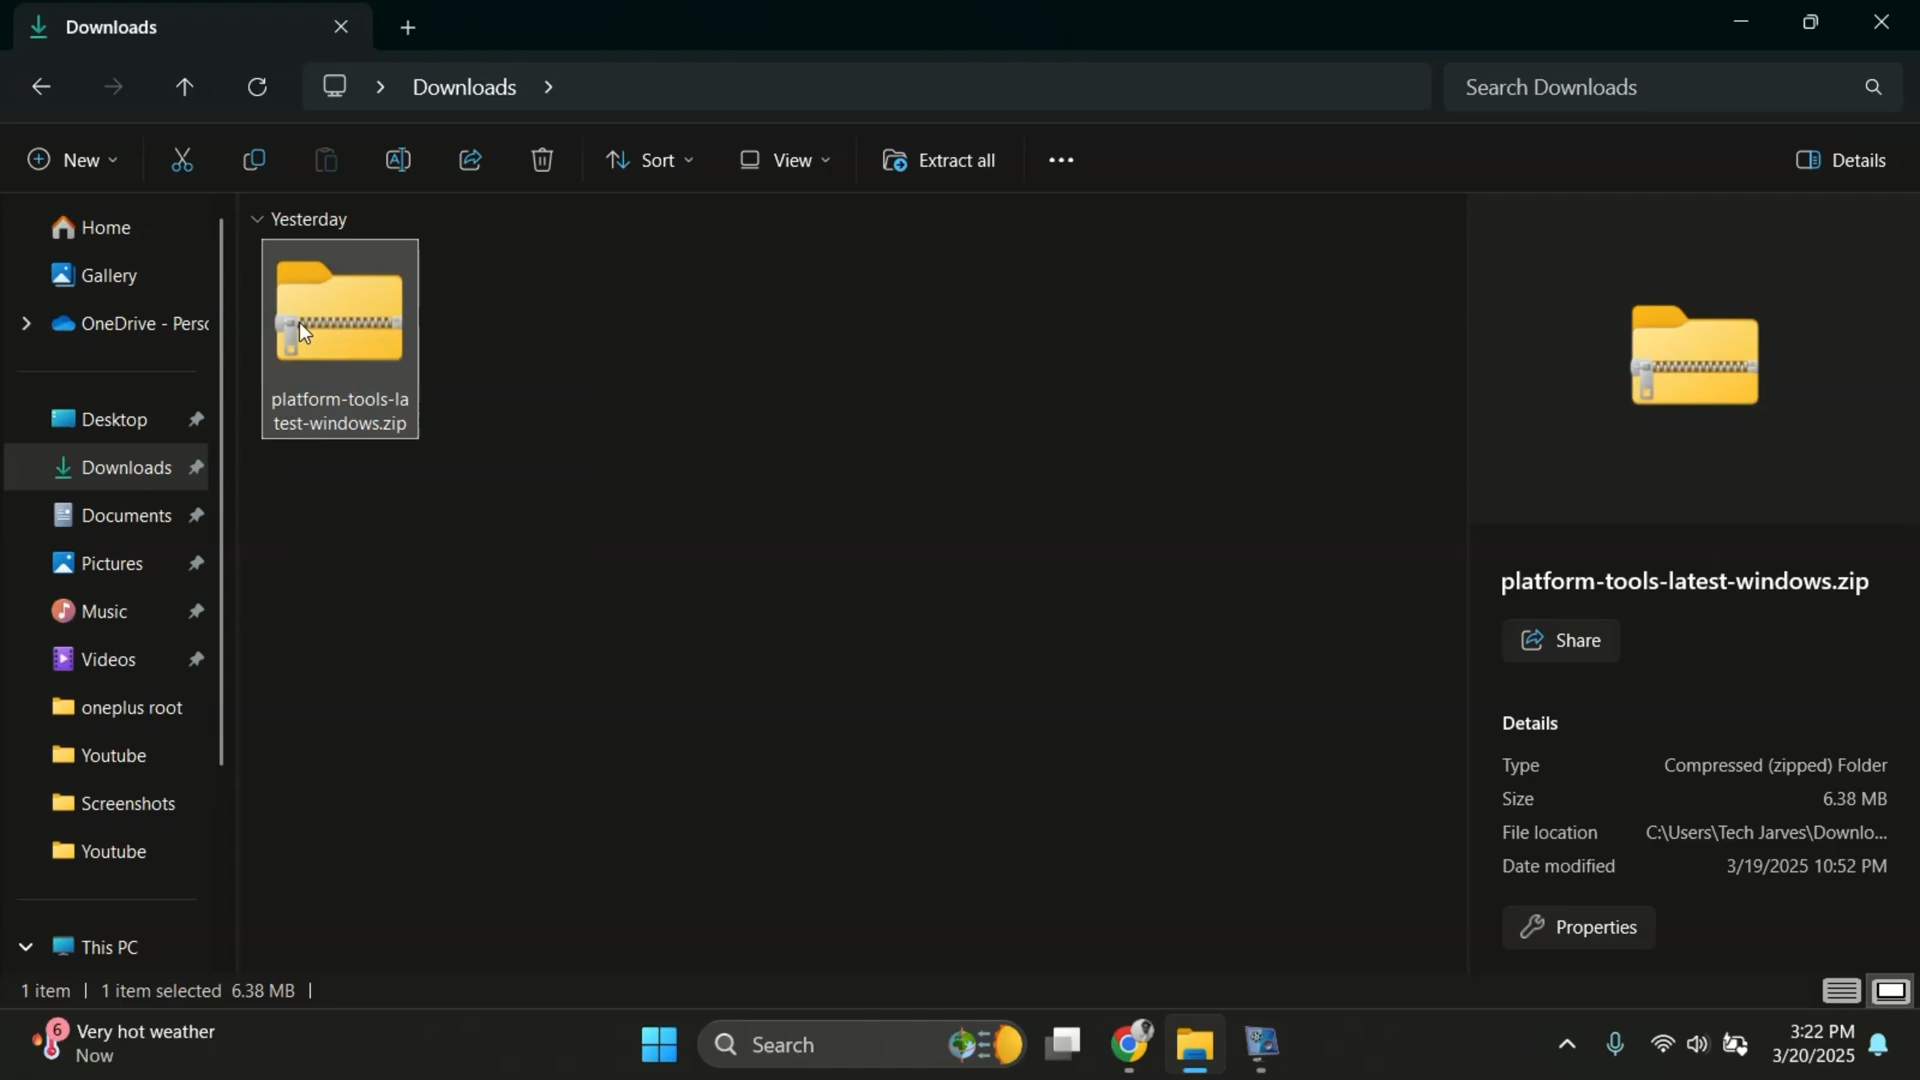 Downloads
Downloads
Search Downloads
New
Sort
View
Extract all
Details
Home
Gallery
OneDrive - Persc
Desktop
Downloads
Documents
Pictures
Music
Videos
oneplus root
Youtube
Screenshots
Youtube
This PC
Yesterday
platform-tools-la
test-windows.zip
platform-tools-latest-windows.zip
Share
Details
Type Compressed (zipped) Folder
Size 6.38 MB
File location C:\Users\Tech Jarves\Downlo...
Date modified 3/19/2025 10:52 PM
Properties
1 item | 1 item selected 6.38 MB |
6
Very hot weather
Now
Search
3:22 PM
3/20/2025